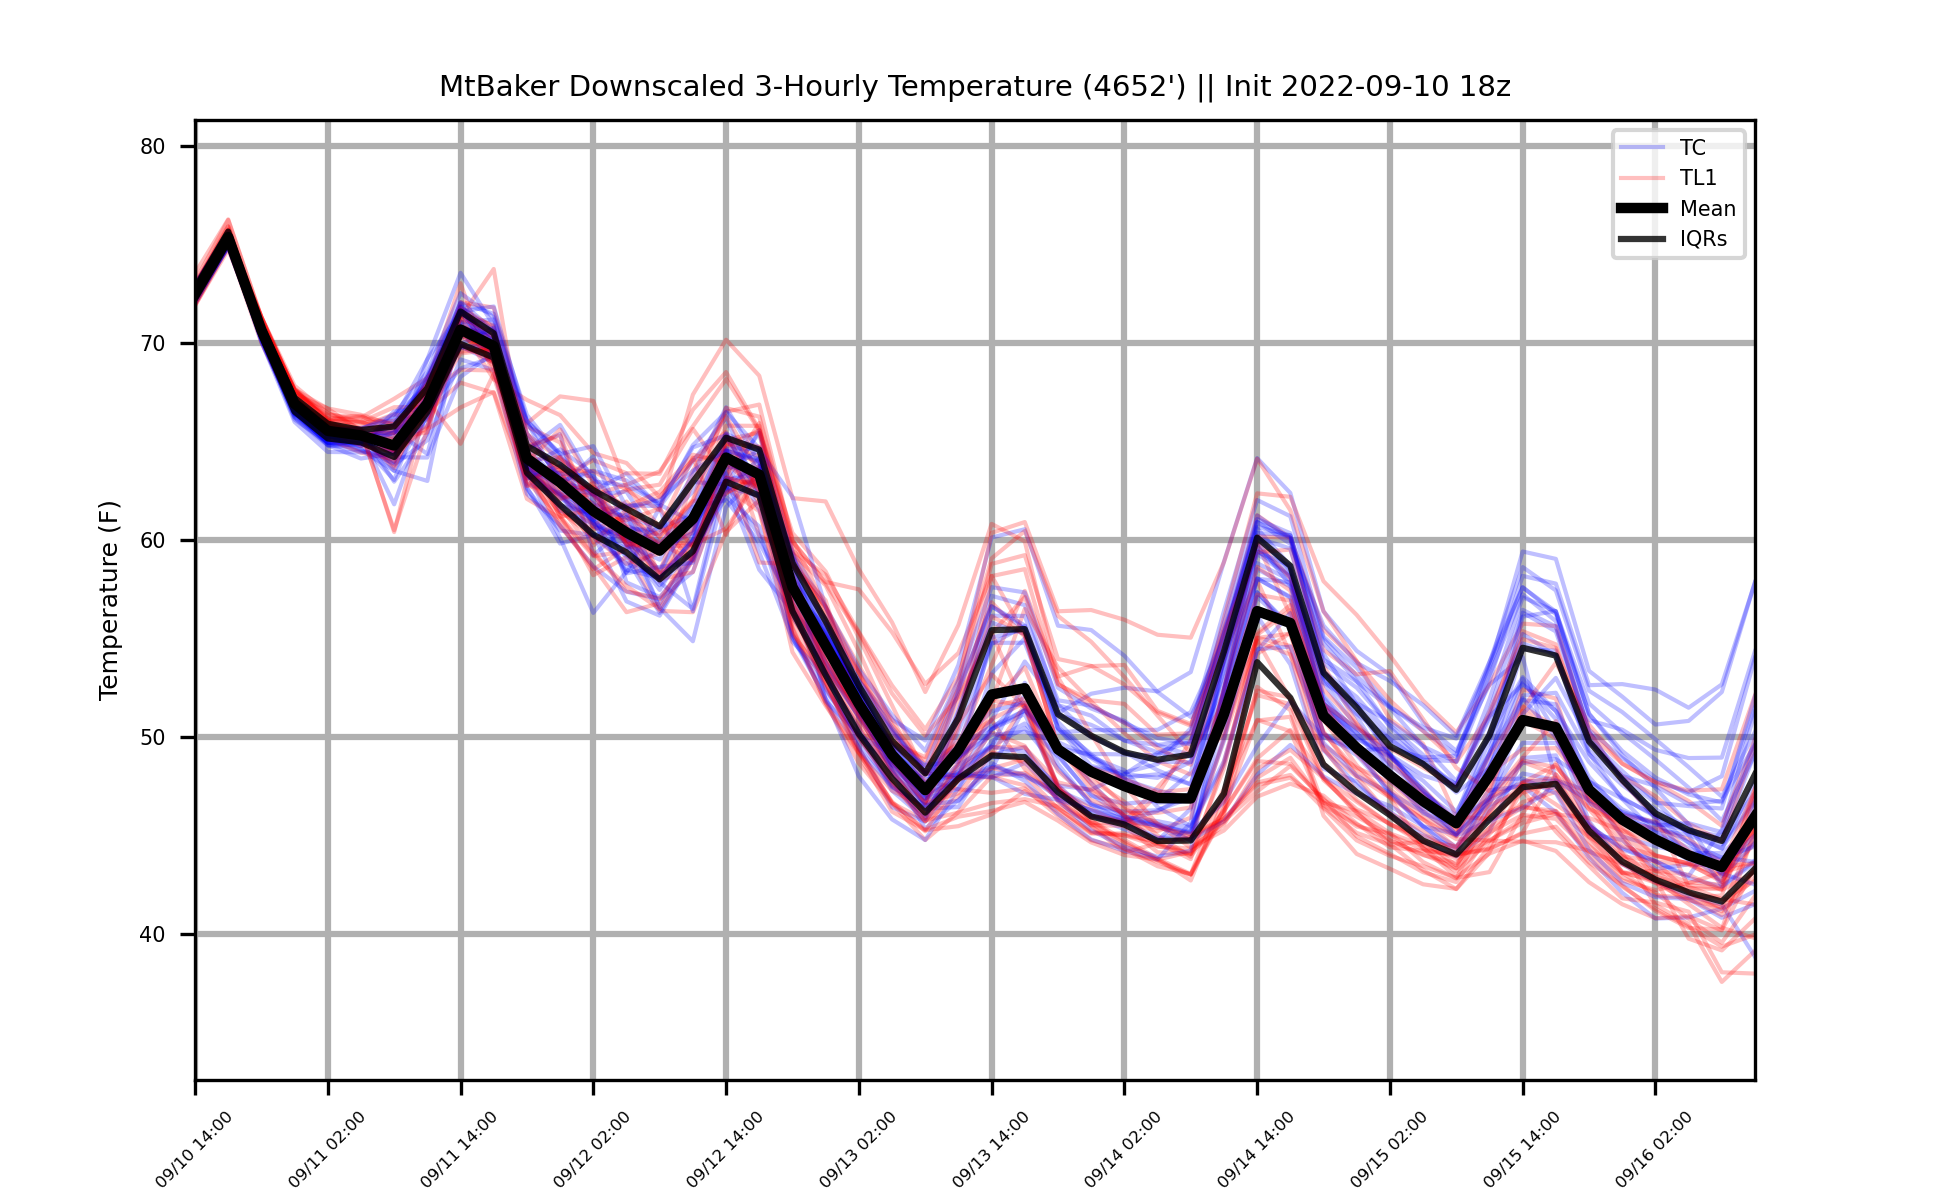 MtBaker Downscaled 3-Hourly Temperature (4652') || Init 2022-09-10 18z
TC
TL1
Mean
IQRs
Temperature (F)
80
70
60
50
40
09/10 14:00
09/11 02:00
09/11 14:00
09/12 02:00
09/12 14:00
09/13 02:00
09/13 14:00
09/14 02:00
09/14 14:00
09/15 02:00
09/15 14:00
09/16 02:00